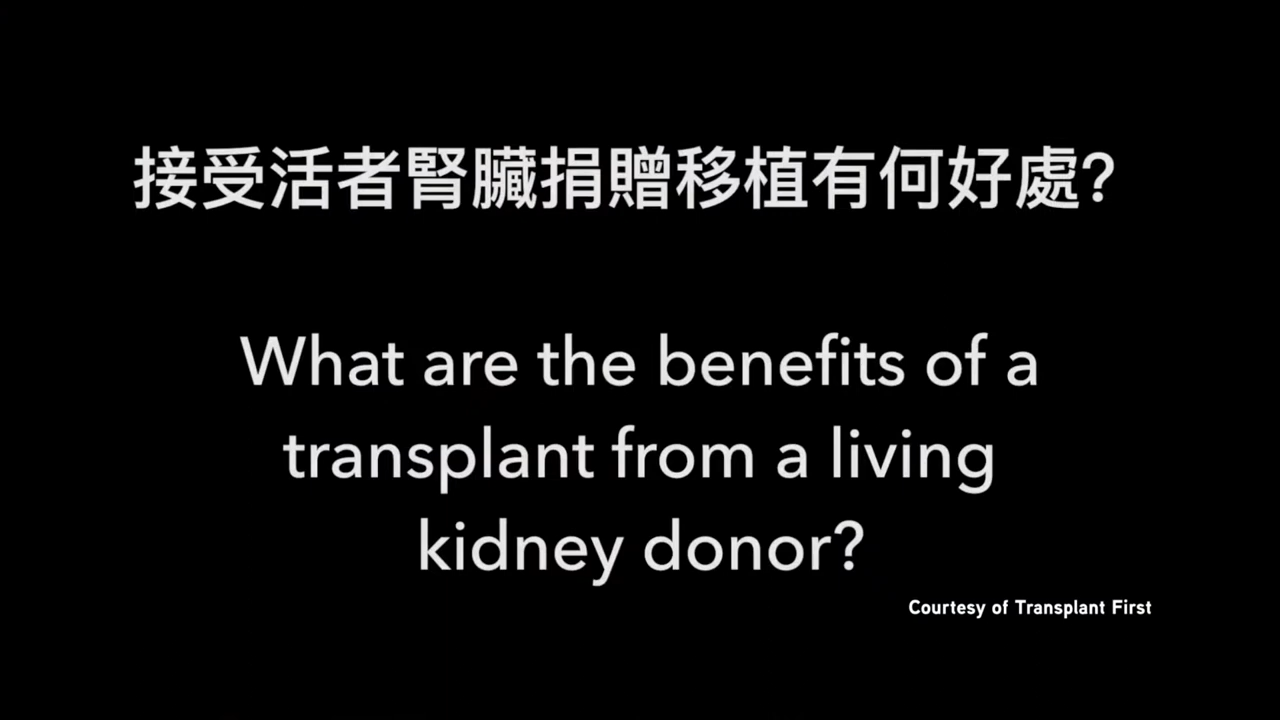 接受活者腎臟捐贈移植有何好處?
What are the benefits of a
transplant from a living
kidney donor?
Courtesy of Transplant First